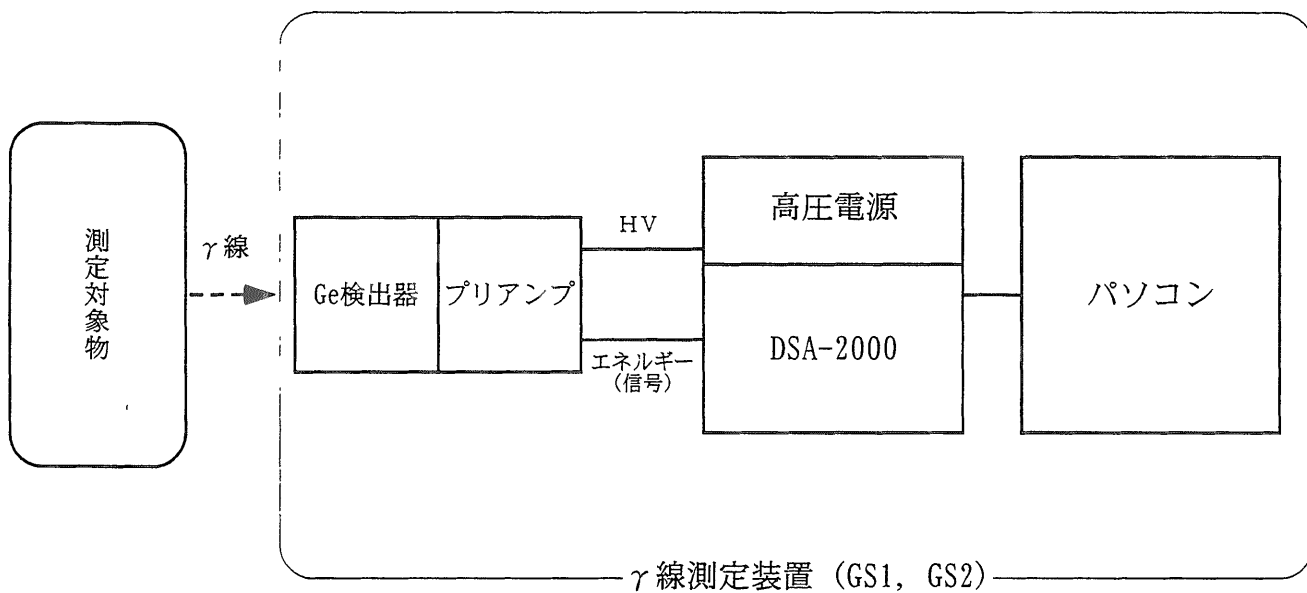 測定対象物
γ線
Ge検出器
プリアンプ
HV
エネルギー
(信号)
高圧電源
DSA-2000
パソコン
γ線測定装置 (GS1, GS2)